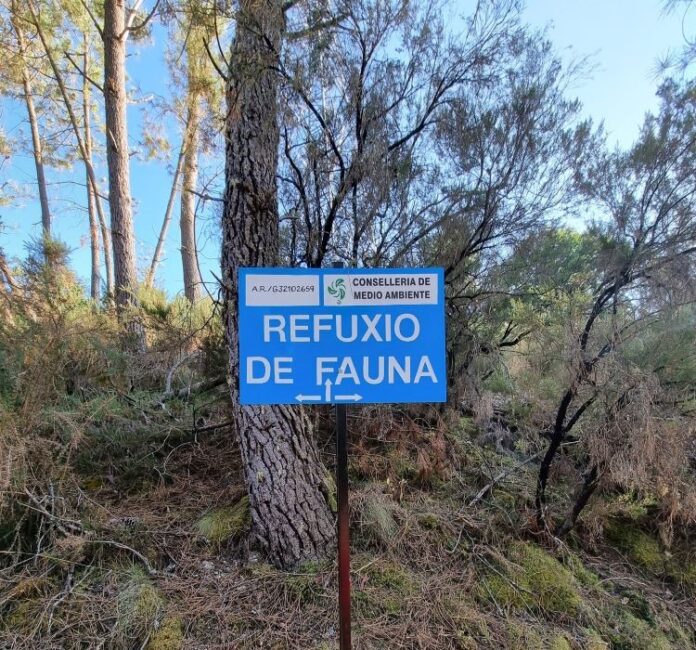 A.R./G32102659
CONSELLERIA DE
MEDIO AMBIENTE
REFUXIO
DE FAUNA